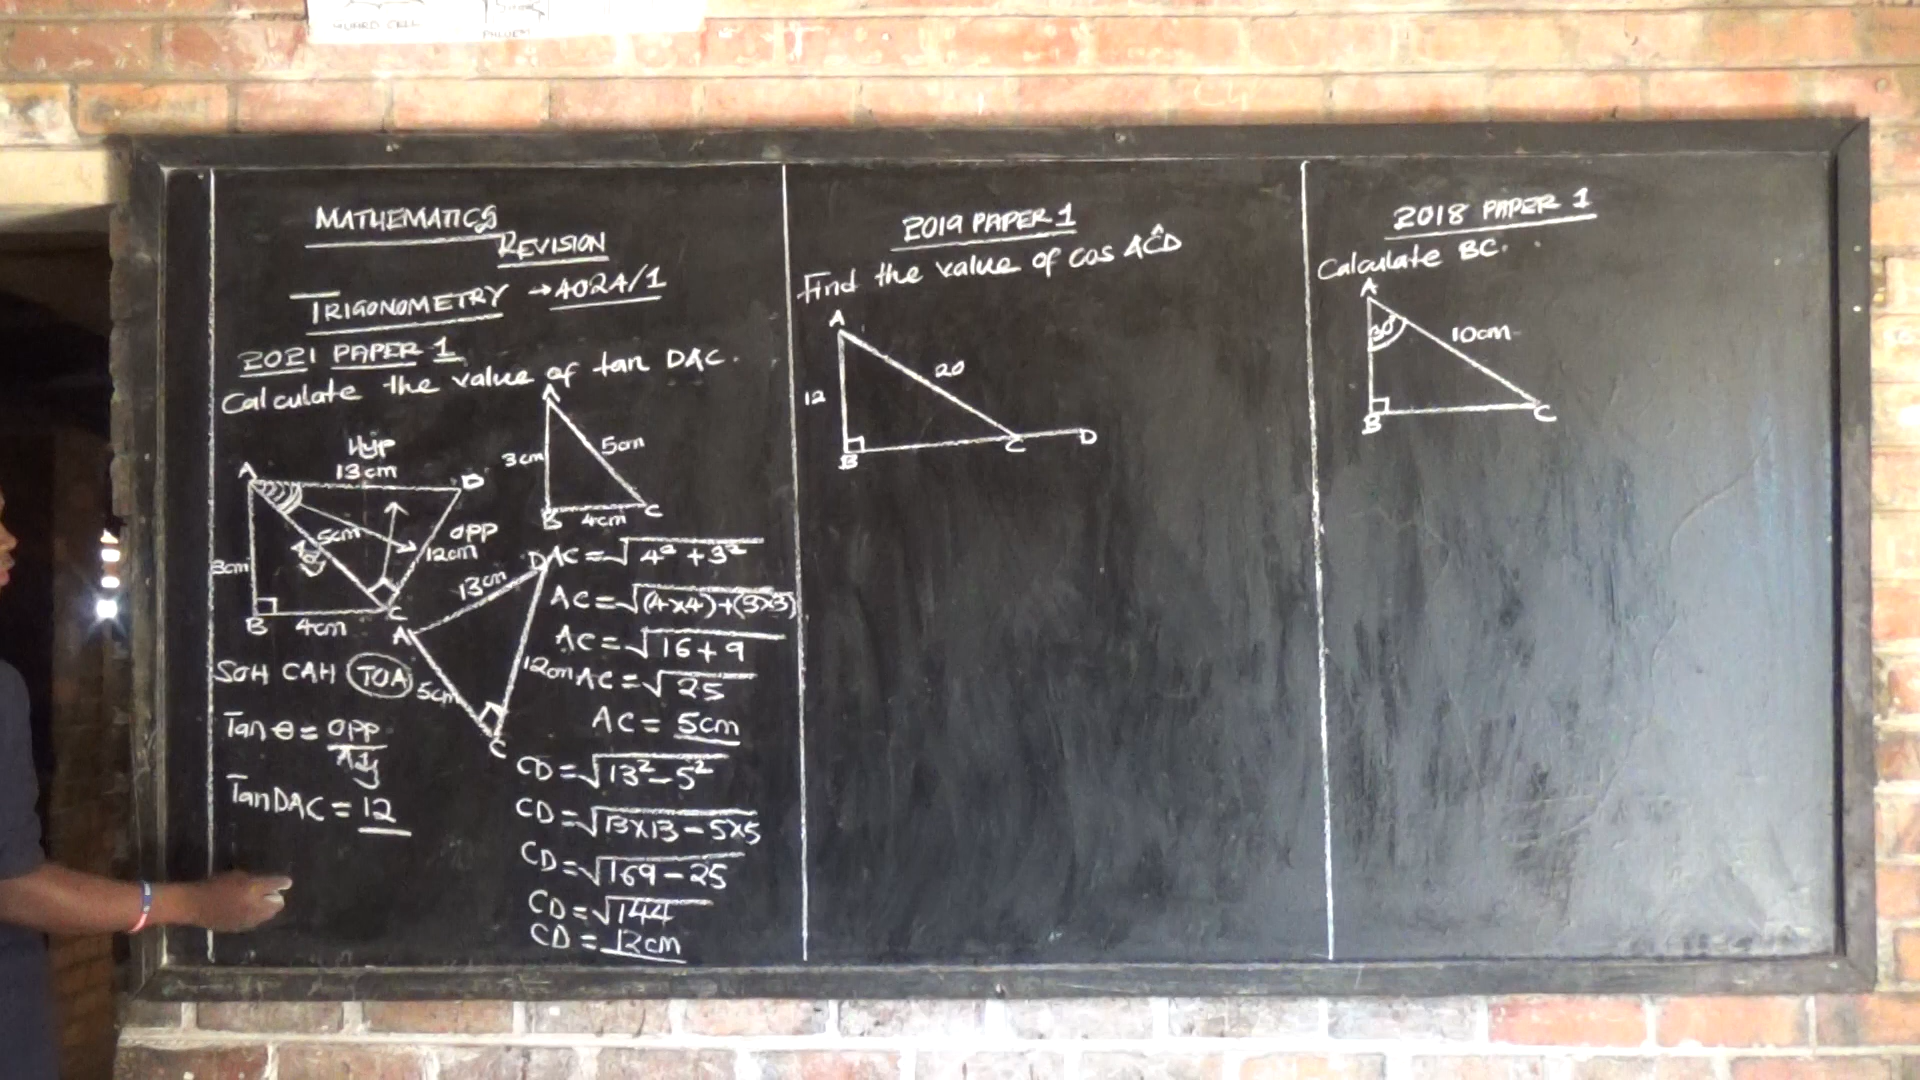 MATHEMATICS
REVISION
TRIGONOMETRY → 4024/1
2021 PAPER 1
Calculate the value of tan DAC.
Hyp
13cm
A
D
5cm
Adj
opp
12cm
3cm
B
4cm
C
A
3cm
5cm
B
4cm
C
D
13cm
A
12cm
5cm
C
SOH CAH TOA
Tan θ = opp
Adj
Tan DAC = 12
AC = √4² + 3²
AC = √(4×4)+(3×3)
AC = √16 + 9
AC = √25
AC = 5cm
CD = √13² - 5²
CD = √13×13 - 5×5
CD = √169 - 25
CD = √144
CD = 12cm
2019 PAPER 1
Find the value of cos AĈD
A
20
12
B
C
D
2018 PAPER 1
Calculate BC.
A
30°
10cm
B
C